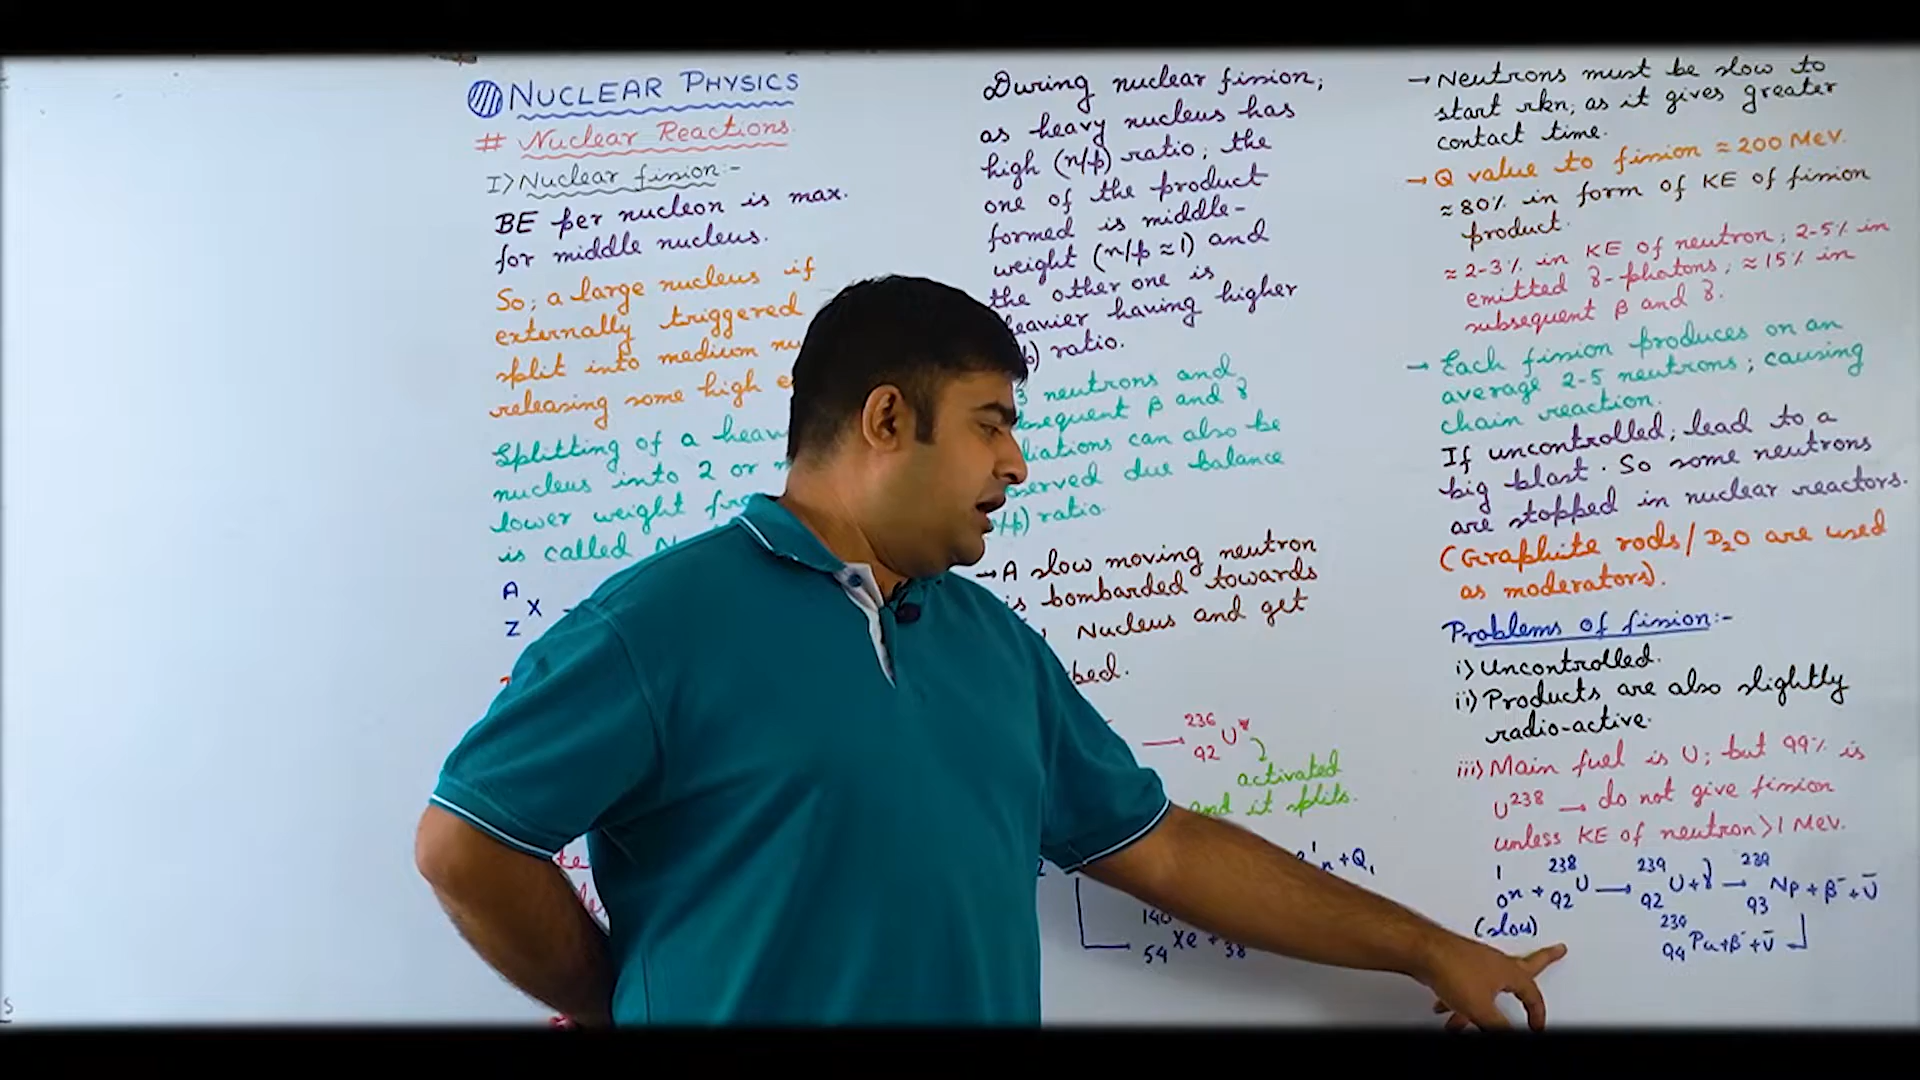 NUCLEAR PHYSICS
# Nuclear Reactions
I> Nuclear fission:-
BE per nucleon is max.
for middle nucleus.
So; a large nucleus if
externally triggered
split into medium
releasing some high
Splitting of a
nucleus into 2 or
lower weight
is called
A
X
Z
During nuclear fission;
as heavy nucleus has
high (n/p) ratio; the
one of the product
formed is middle-
weight (n/p ≈ 1) and
the other one is
heavier having higher
ratio.
3 neutrons and
β and γ
can also be
due balance
ratio.
→ A slow moving neutron
is bombarded towards
Nucleus and get
→ 236 92 U*
activated
and it splits.
n + Q1
54 Xe + 38
→ Neutrons must be slow to
start rkn; as it gives greater
contact time.
→ Q value to fission ≈ 200 MeV.
≈ 80% in form of KE of fission
product.
≈ 2-3% in KE of neutron; 2-5% in
emitted γ-photons; ≈ 15% in
subsequent β and γ.
→ Each fission produces on an
average 2-5 neutrons; causing
chain reaction.
If uncontrolled; lead to a
big blast. So some neutrons
are stopped in nuclear reactors.
(Graphite rods/D2O are used
as moderators).
Problems of fission:-
i> Uncontrolled.
ii> Products are also slightly
radio-active.
iii> Main fuel is U; but 99% is
U238 → do not give fission
unless KE of neutron > 1 MeV.
1 0 n + 238 92 U → 239 92 U + γ → 239 93 Np + β- + ῡ
(slow)
239 94 Pu + β- + ῡ